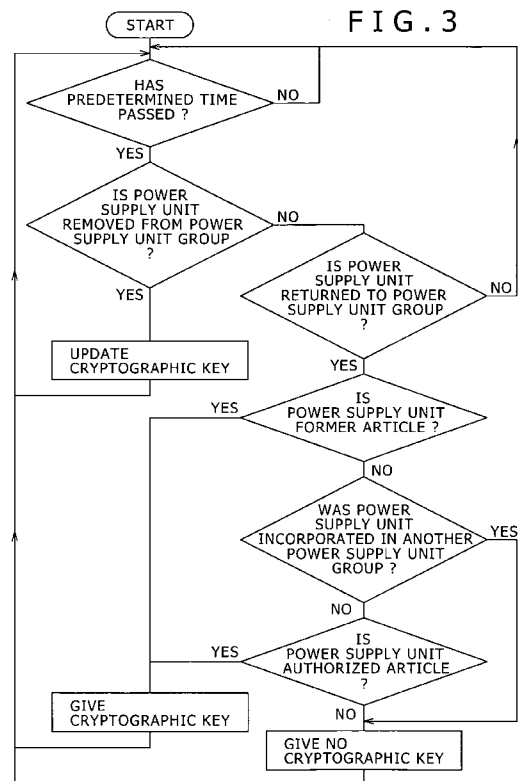 START
FIG.3
HAS
PREDETERMINED TIME
PASSED ?
NO
YES
IS POWER
SUPPLY UNIT
REMOVED FROM POWER
SUPPLY UNIT GROUP
?
NO
YES
IS POWER
SUPPLY UNIT
RETURNED TO POWER
SUPPLY UNIT GROUP
?
NO
YES
UPDATE
CRYPTOGRAPHIC KEY
IS
POWER SUPPLY UNIT
FORMER ARTICLE ?
YES
NO
WAS POWER
SUPPLY UNIT
INCORPORATED IN ANOTHER
POWER SUPPLY UNIT
GROUP ?
YES
NO
IS
POWER SUPPLY UNIT
AUTHORIZED ARTICLE
?
YES
NO
GIVE
CRYPTOGRAPHIC KEY
GIVE NO
CRYPTOGRAPHIC KEY